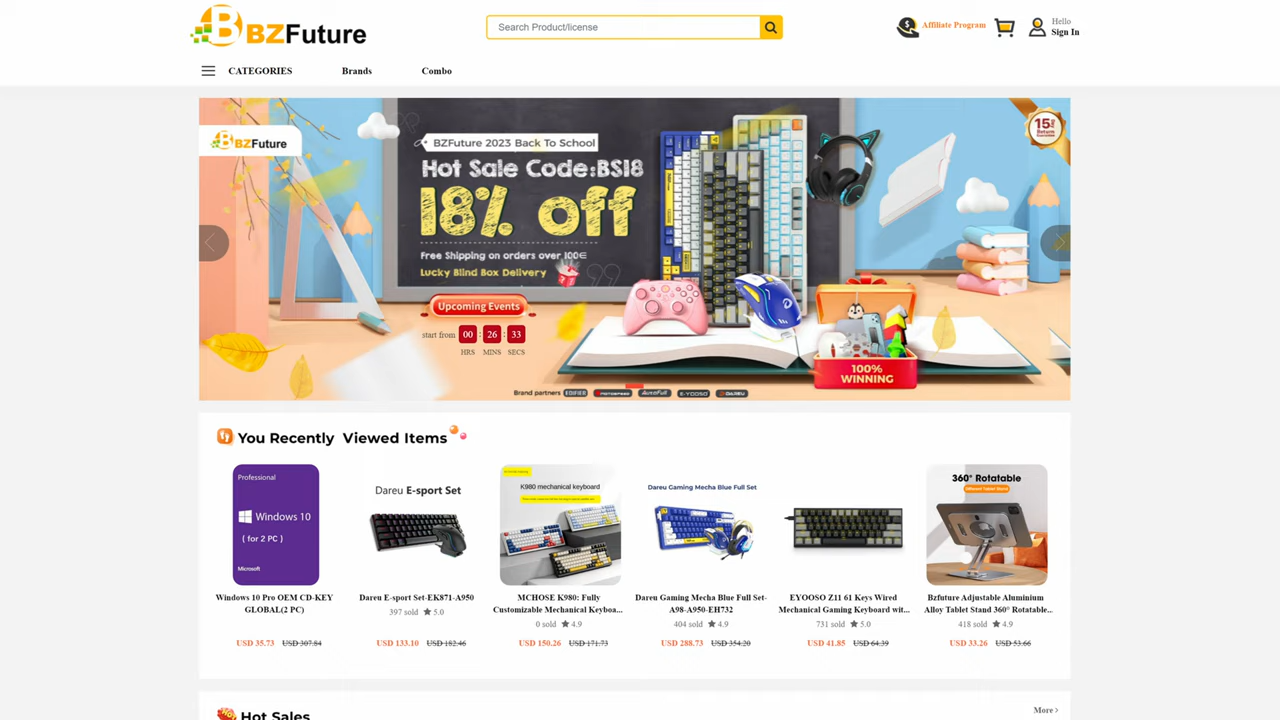 BZFuture
Search Product/license
Affiliate Program
Hello
Sign In
CATEGORIES
Brands
Combo
BZFuture
BZFuture 2023 Back To School
Hot Sale Code:BS18
18% off
Free Shipping on orders over 100€
Lucky Blind Box Delivery
Upcoming Events
start from 00 : 26 : 33
HRS MINS SECS
15
100%
WINNING
Brand partners EDIFIER MOTOSPEED AutoFull E-YOOSO DAREU
You Recently Viewed Items
Professional
Windows 10
( for 2 PC )
Microsoft
Windows 10 Pro OEM CD-KEY
GLOBAL(2 PC)
USD 35.73 USD 307.84
Dareu E-sport Set
Dareu E-sport Set-EK871-A950
397 sold 5.0
USD 133.10 USD 182.46
K980 mechanical keyboard
MCHOSE K980: Fully
Customizable Mechanical Keyboa...
0 sold 4.9
USD 150.26 USD 171.73
Dareu Gaming Mecha Blue Full Set
Dareu Gaming Mecha Blue Full Set-
A98-A950-EH732
404 sold 4.9
USD 288.73 USD 354.20
EYOOSO Z11 61 Keys Wired
Mechanical Gaming Keyboard wit...
731 sold 5.0
USD 41.85 USD 64.39
360° Rotatable
Bzfuture Adjustable Aluminium
Alloy Tablet Stand 360° Rotatable...
418 sold 4.9
USD 33.26 USD 53.66
Hot Sales
More >